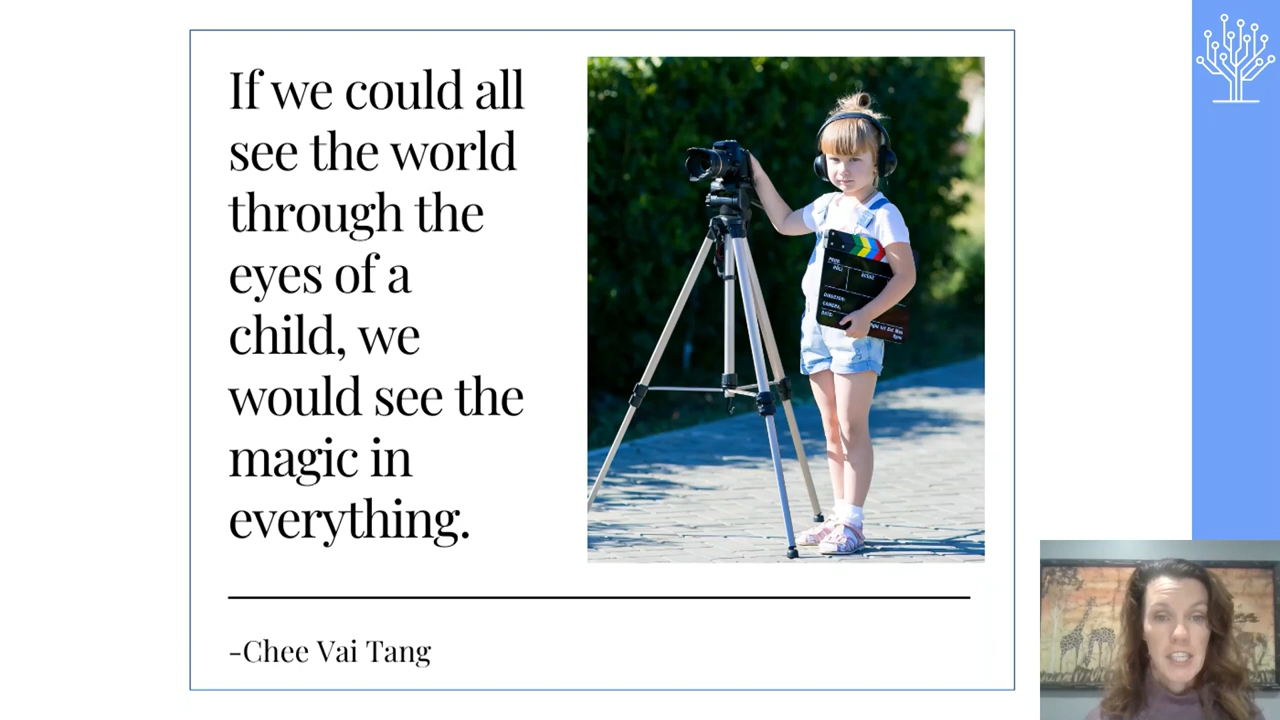 If we could all
see the world
through the
eyes of a
child, we
would see the
magic in
everything.
-Chee Vai Tang